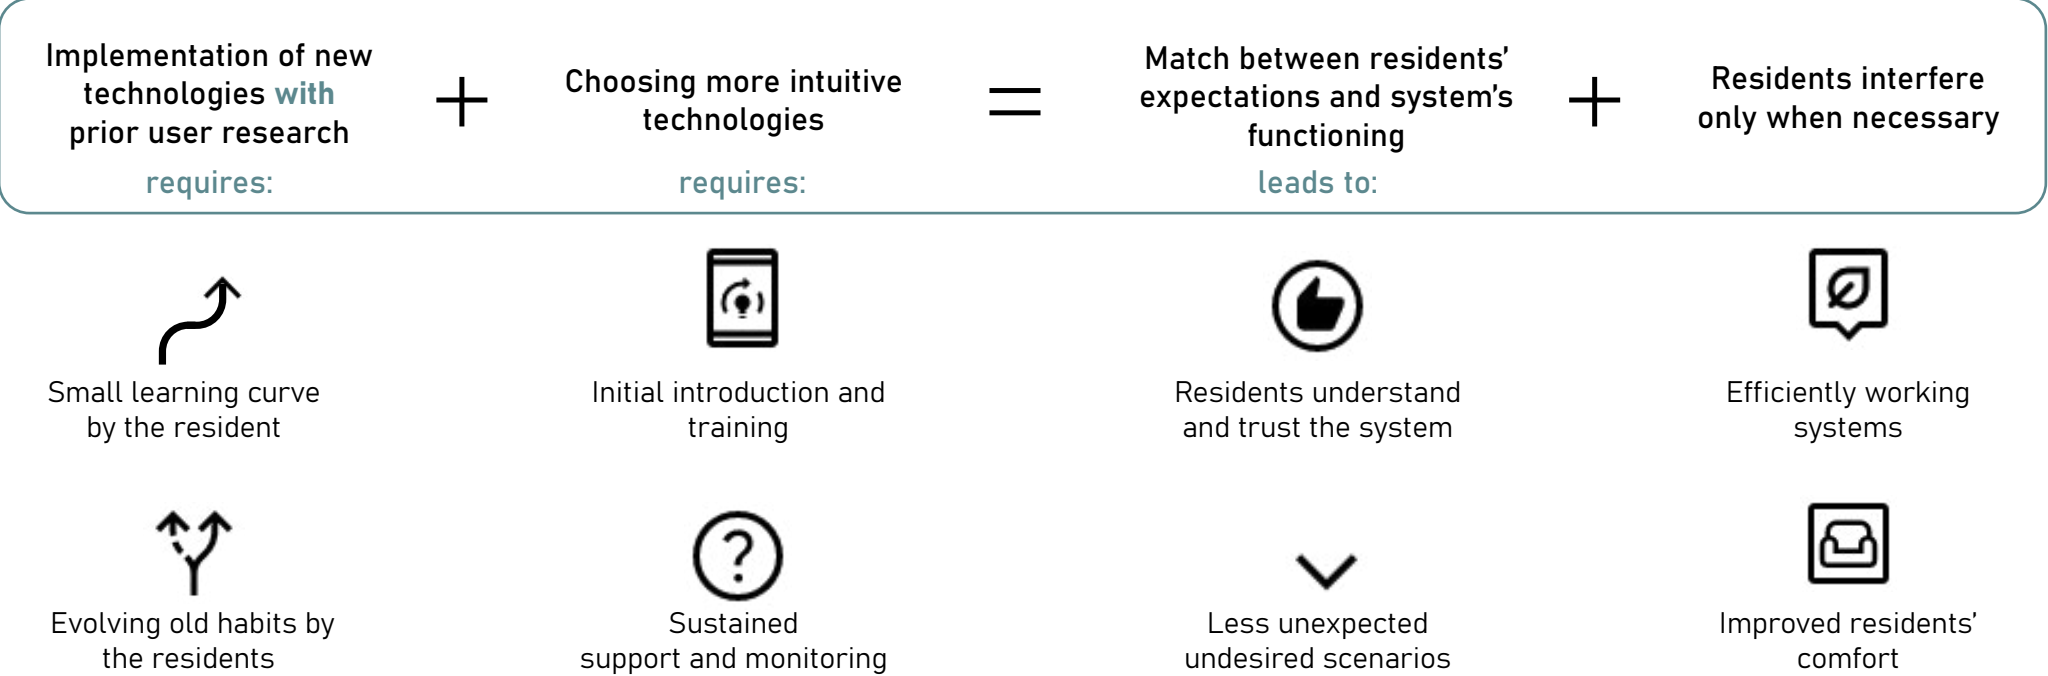 Implementation of new
technologies with
prior user research
requires:
+
Choosing more intuitive
technologies
requires:
=
Match between residents’
expectations and system’s
functioning
leads to:
+
Residents interfere
only when necessary
Small learning curve
by the resident
Initial introduction and
training
Residents understand
and trust the system
Efficiently working
systems
Evolving old habits by
the residents
?
Sustained
support and monitoring
Less unexpected
undesired scenarios
Improved residents’
comfort